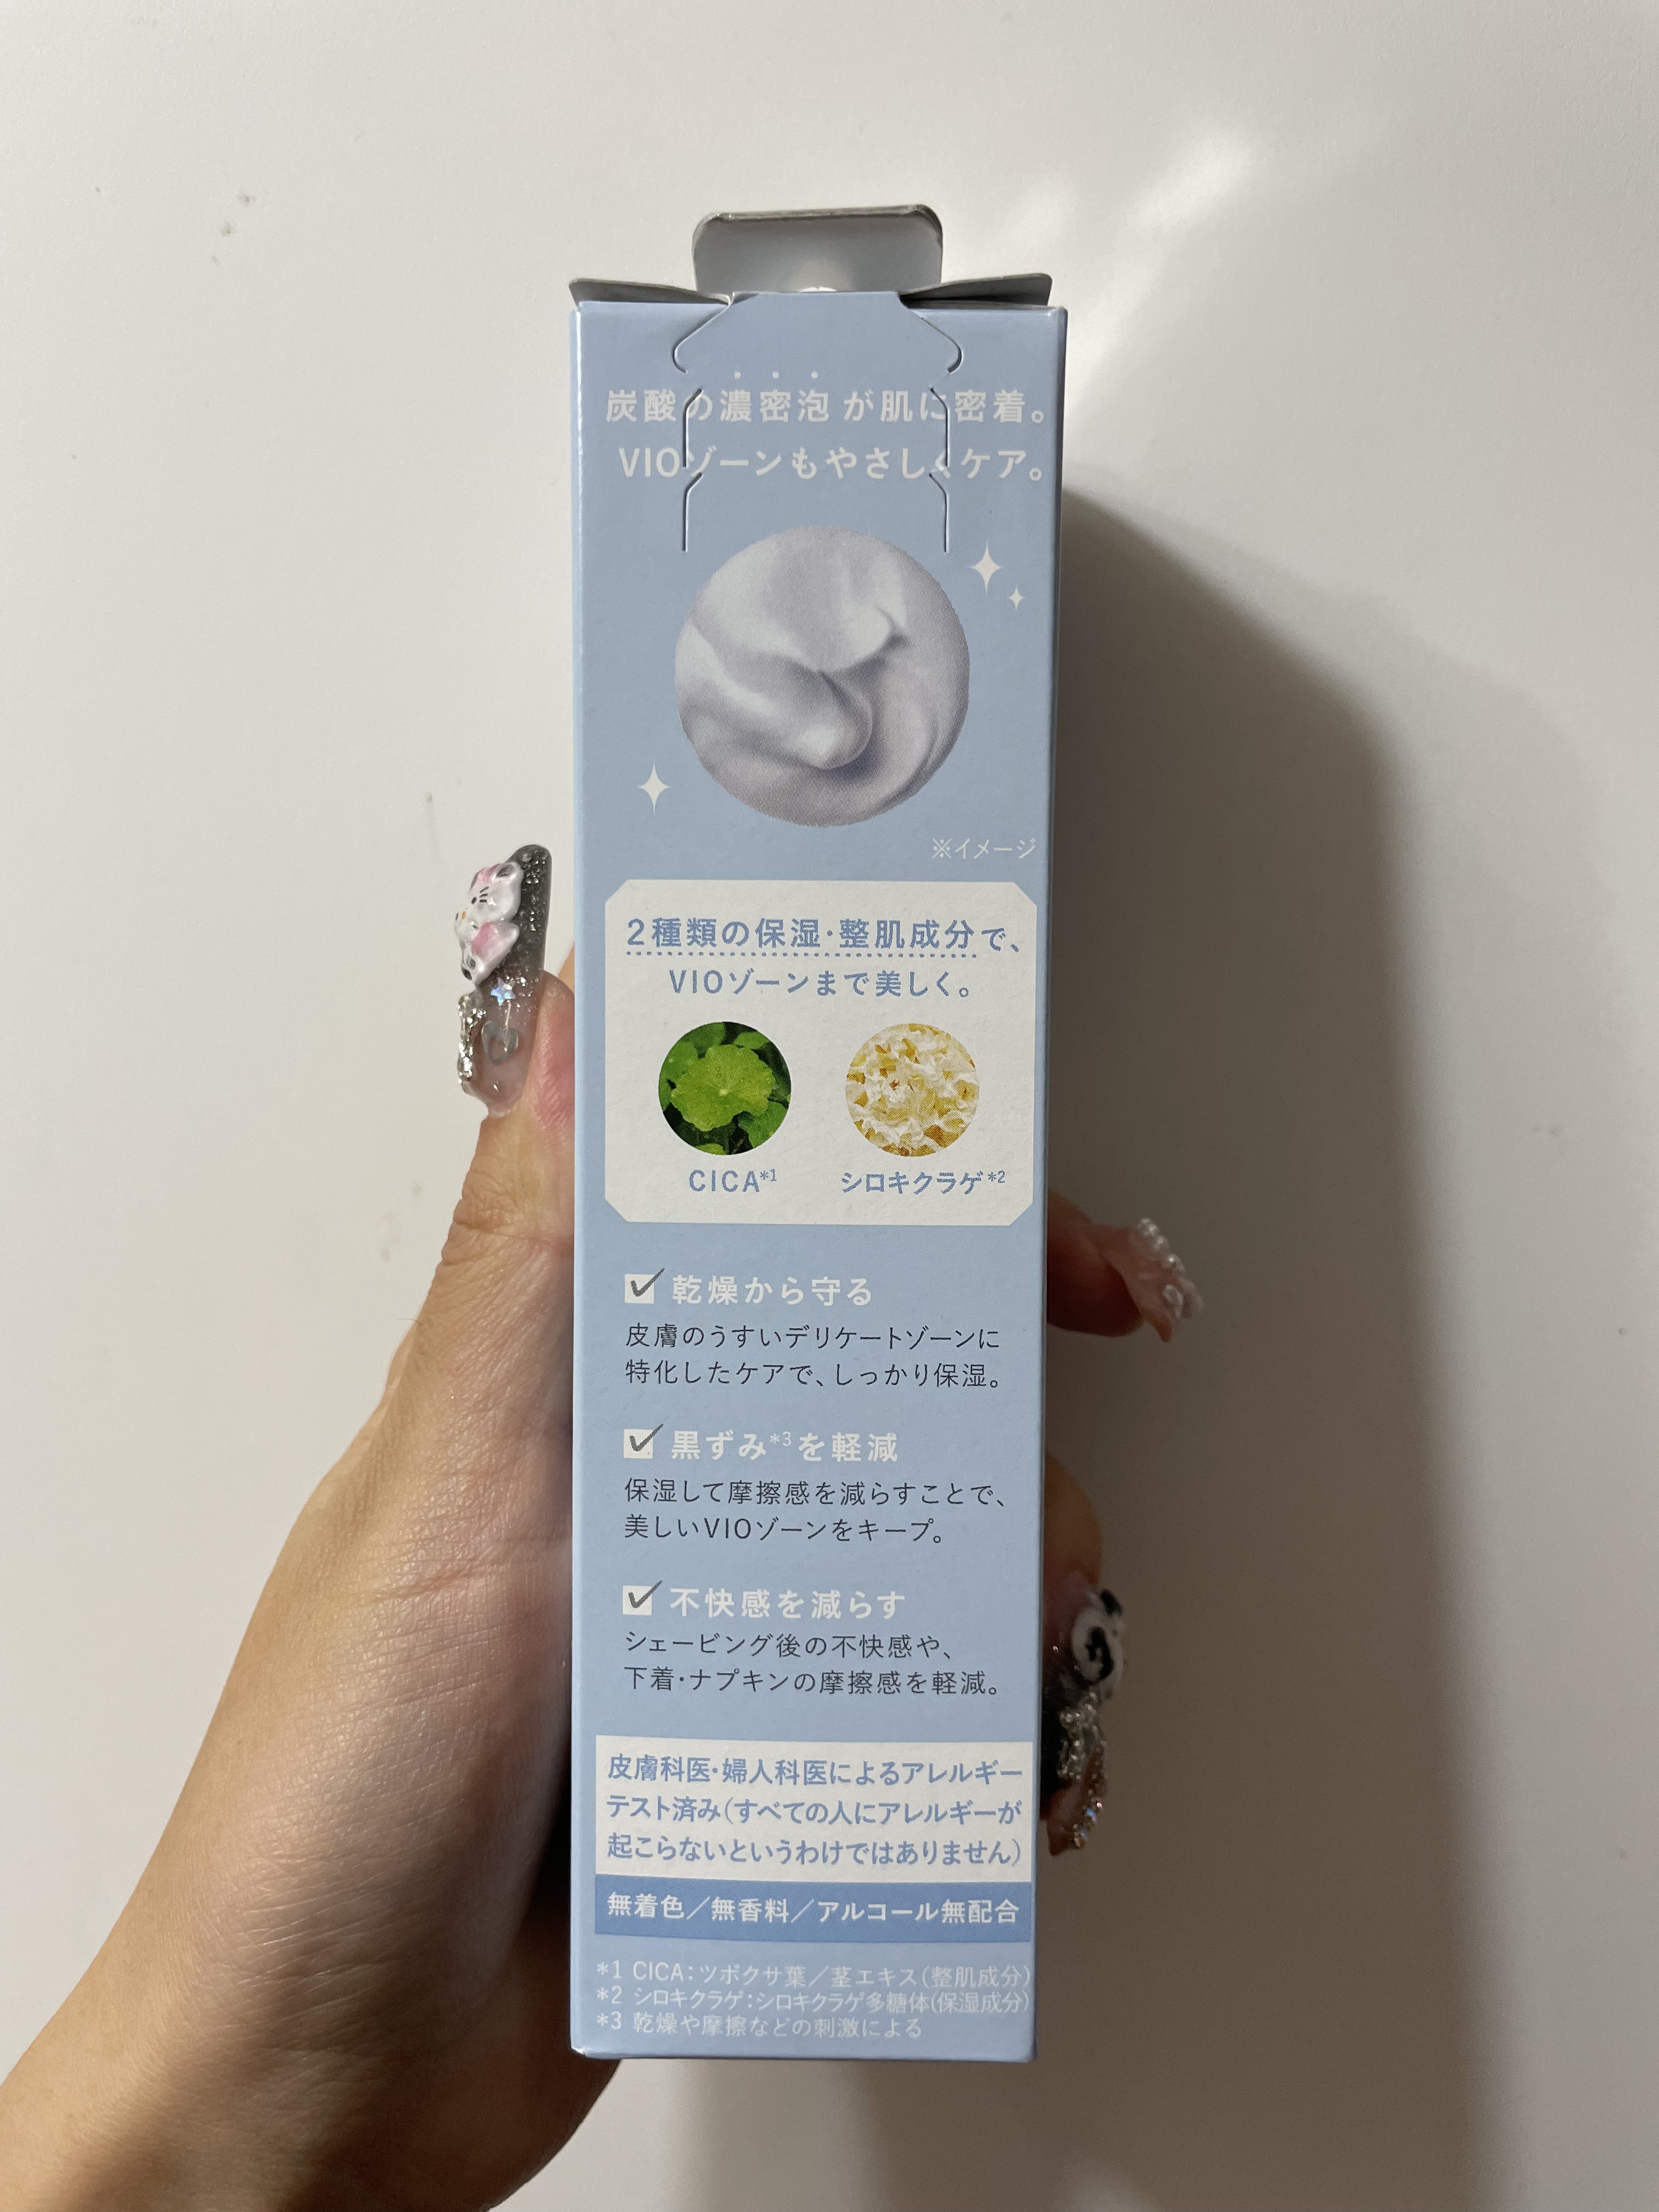 炭酸の濃密泡が肌に密着。
VIOゾーンもやさしくケア。
※イメージ
2種類の保湿・整肌成分で、
VIOゾーンまで美しく。
CICA*1
シロキクラゲ*2
乾燥から守る
皮膚のうすいデリケートゾーンに
特化したケアで、しっかり保湿。
黒ずみ*3を軽減
保湿して摩擦感を減らすことで、
美しいVIOゾーンをキープ。
不快感を減らす
シェービング後の不快感や、
下着・ナプキンの摩擦感を軽減。
皮膚科医・婦人科医によるアレルギー
テスト済み(すべての人にアレルギーが
起こらないというわけではありません)
無着色／無香料／アルコール無配合
*1 CICA：ツボクサ葉／茎エキス(整肌成分)
*2 シロキクラゲ：シロキクラゲ多糖体(保湿成分)
*3 乾燥や摩擦などの刺激による